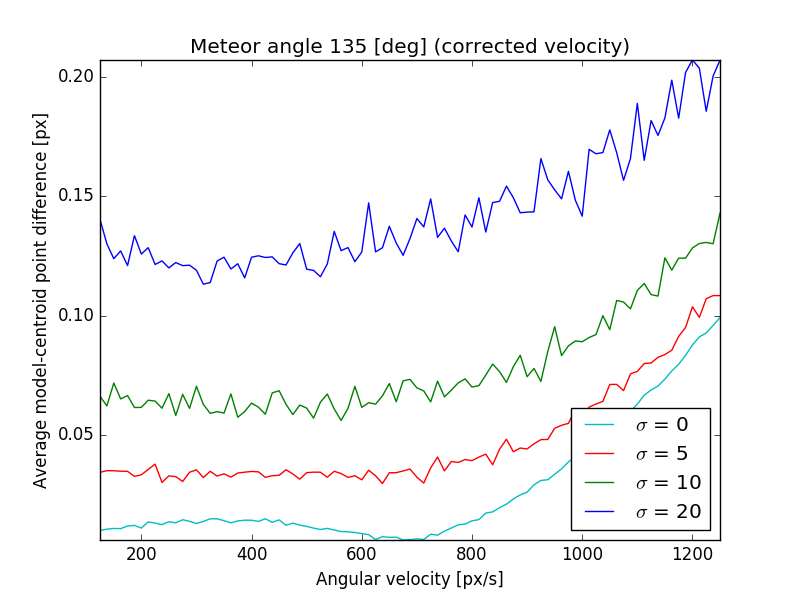 Meteor angle 135 [deg] (corrected velocity)
Average model-centroid point difference [px]
0.20
0.15
0.10
0.05
σ = 0
σ = 5
σ = 10
σ = 20
200 400 600 800 1000 1200
Angular velocity [px/s]